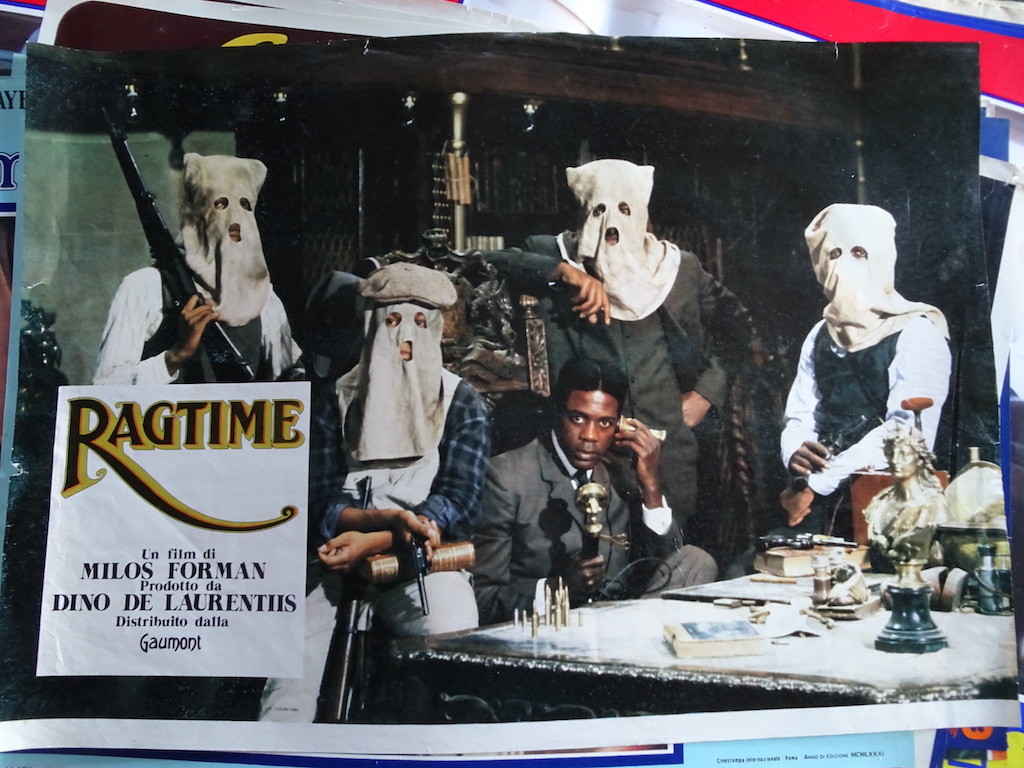 RAGTIME
Un film di
MILOS FORMAN
Prodotto da
DINO DE LAURENTIIS
Distribuito dalla
Gaumont
Cinestampa Internazionale - Roma Anno di edizione MCMLXXXI